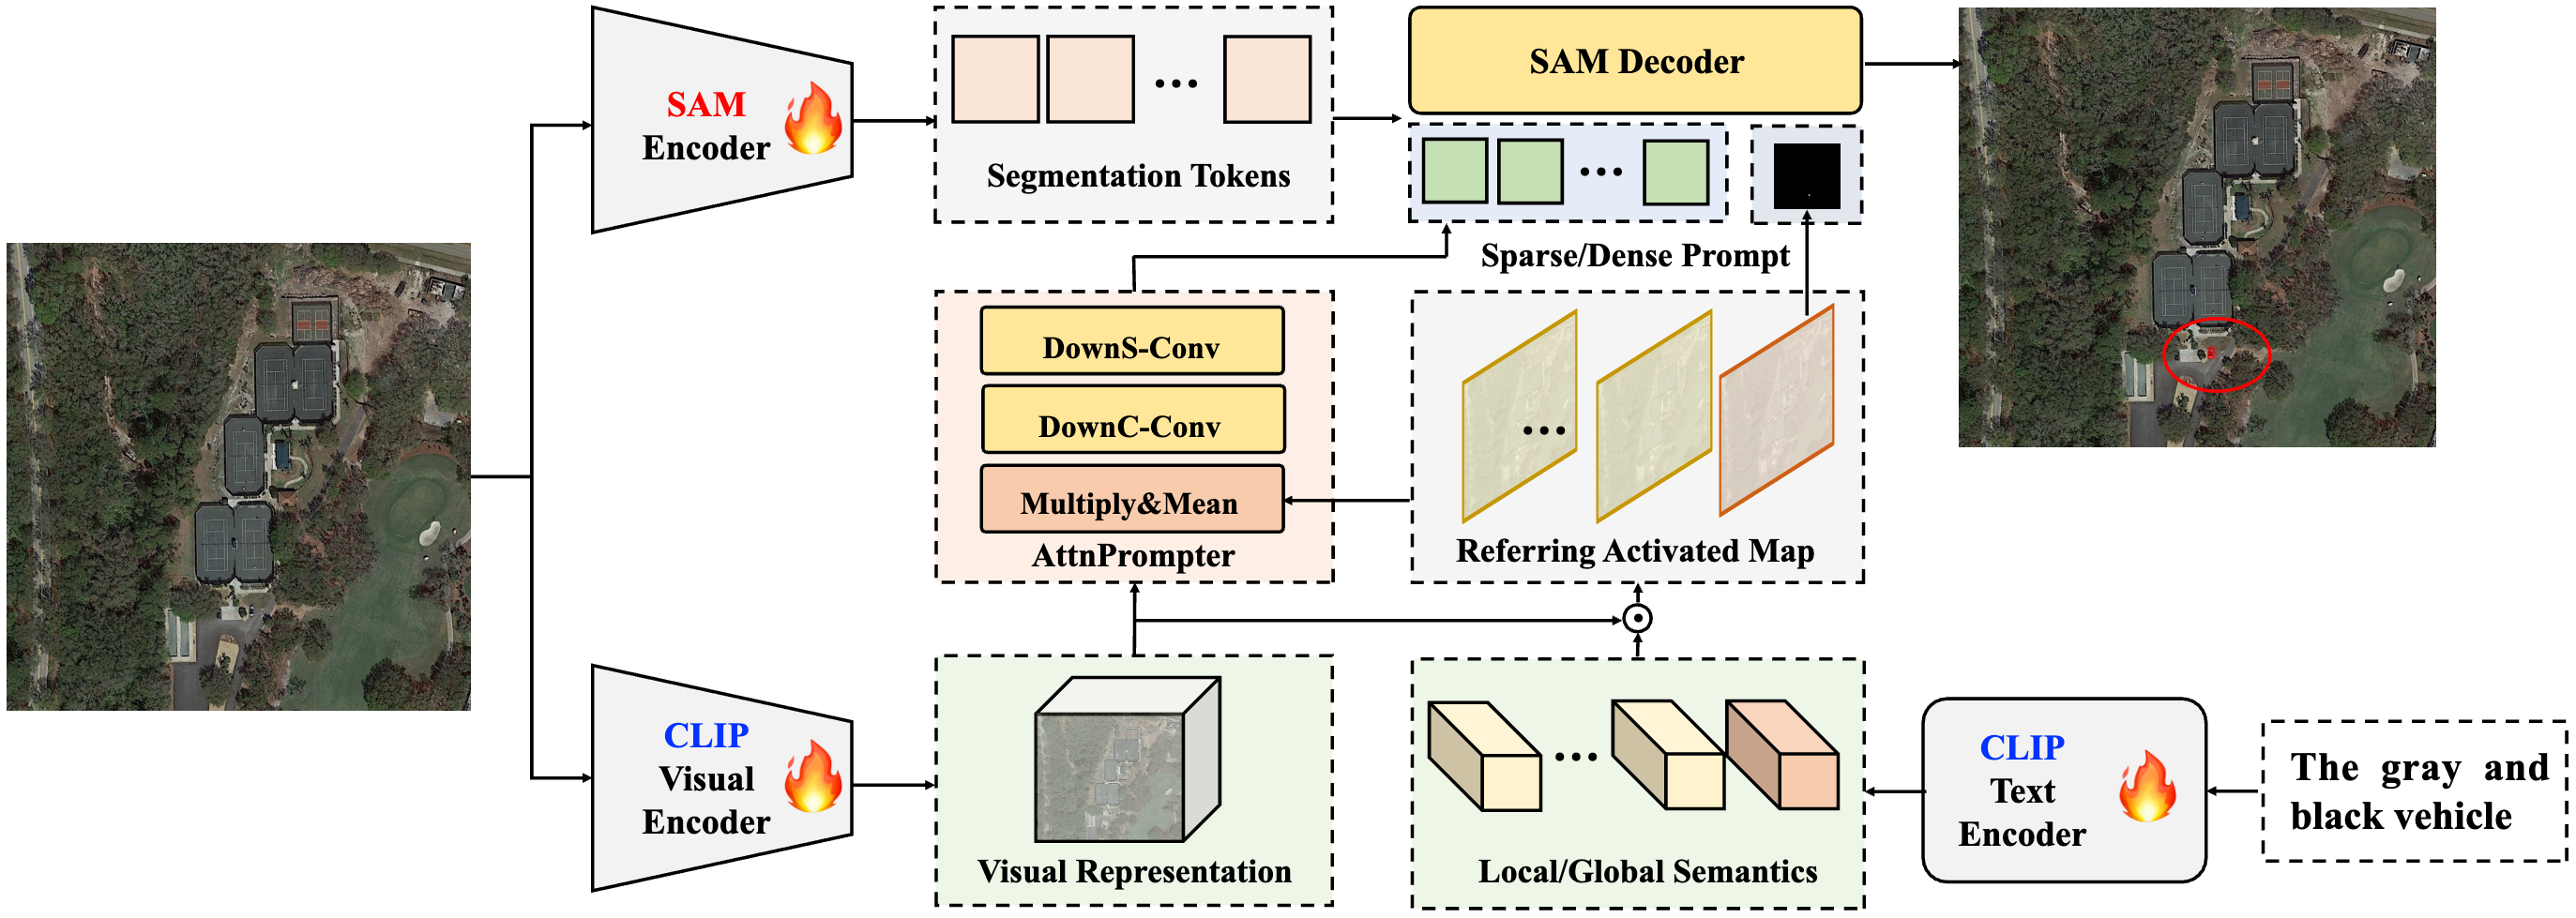 SAM
Encoder
Segmentation Tokens
SAM Decoder
Sparse/Dense Prompt
DownS-Conv
DownC-Conv
Multiply&Mean
AttnPrompter
Referring Activated Map
CLIP
Visual
Encoder
Visual Representation
Local/Global Semantics
CLIP
Text
Encoder
The gray and
black vehicle